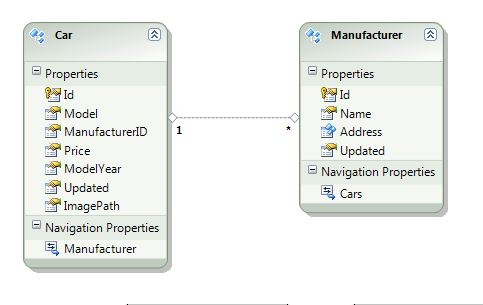 Car
Properties
Id
Model
ManufacturerID
Price
ModelYear
Updated
ImagePath
Navigation Properties
Manufacturer
1
*
Manufacturer
Properties
Id
Name
Address
Updated
Navigation Properties
Cars